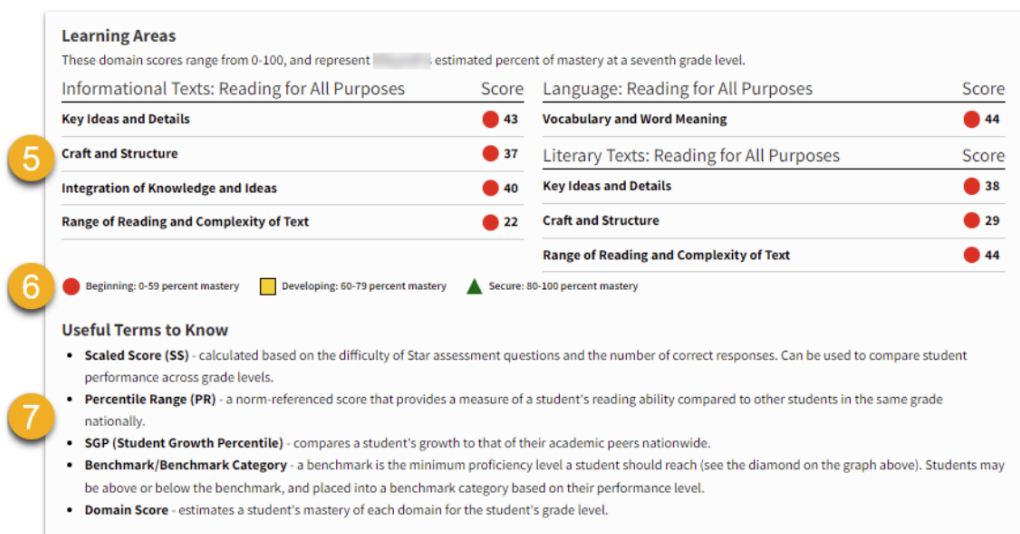 Learning Areas
These domain scores range from 0-100, and represent estimated percent of mastery at a seventh grade level.
Informational Texts: Reading for All Purposes Score
Key Ideas and Details 43
5
Craft and Structure 37
Integration of Knowledge and Ideas 40
Range of Reading and Complexity of Text 22
Language: Reading for All Purposes Score
Vocabulary and Word Meaning 44
Literary Texts: Reading for All Purposes Score
Key Ideas and Details 38
Craft and Structure 29
Range of Reading and Complexity of Text 44
6
Beginning: 0-59 percent mastery Developing: 60-79 percent mastery Secure: 80-100 percent mastery
Useful Terms to Know
• Scaled Score (SS) - calculated based on the difficulty of Star assessment questions and the number of correct responses. Can be used to compare student
performance across grade levels.
7
• Percentile Range (PR) - a norm-referenced score that provides a measure of a student's reading ability compared to other students in the same grade
nationally.
• SGP (Student Growth Percentile) - compares a student's growth to that of their academic peers nationwide.
• Benchmark/Benchmark Category - a benchmark is the minimum proficiency level a student should reach (see the diamond on the graph above). Students may
be above or below the benchmark, and placed into a benchmark category based on their performance level.
• Domain Score - estimates a student's mastery of each domain for the student's grade level.